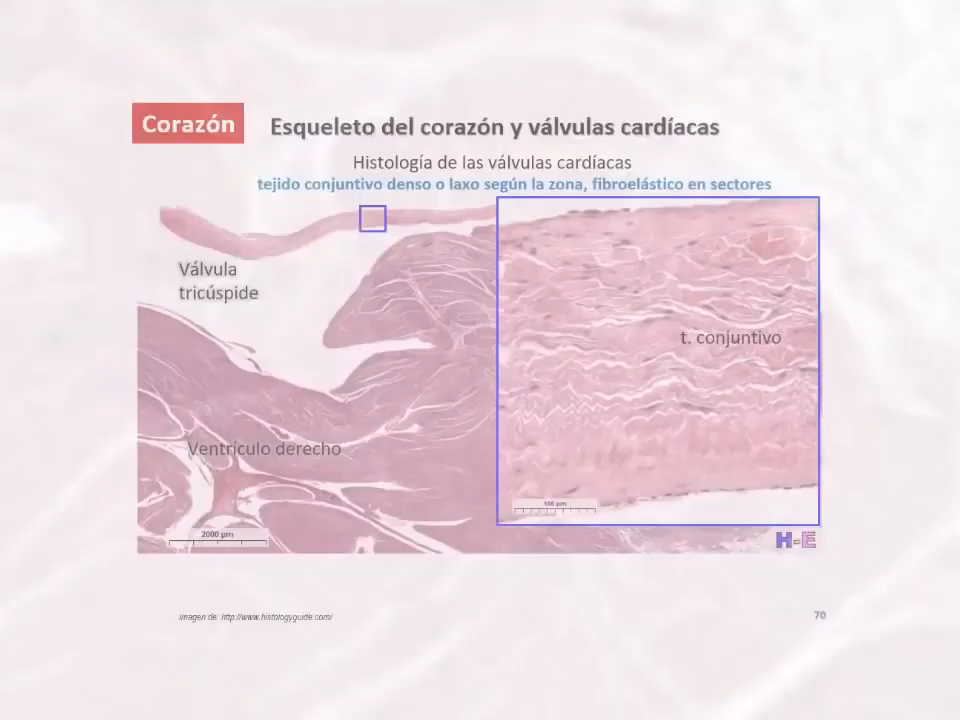 Corazón
Esqueleto del corazón y válvulas cardíacas
Histología de las válvulas cardíacas
tejido conjuntivo denso o laxo según la zona, fibroelástico en sectores
Válvula
tricúspide
t. conjuntivo
Ventrículo derecho
100 µm
2000 µm
H-E
Imagen de: http://www.histologyguide.com/
70